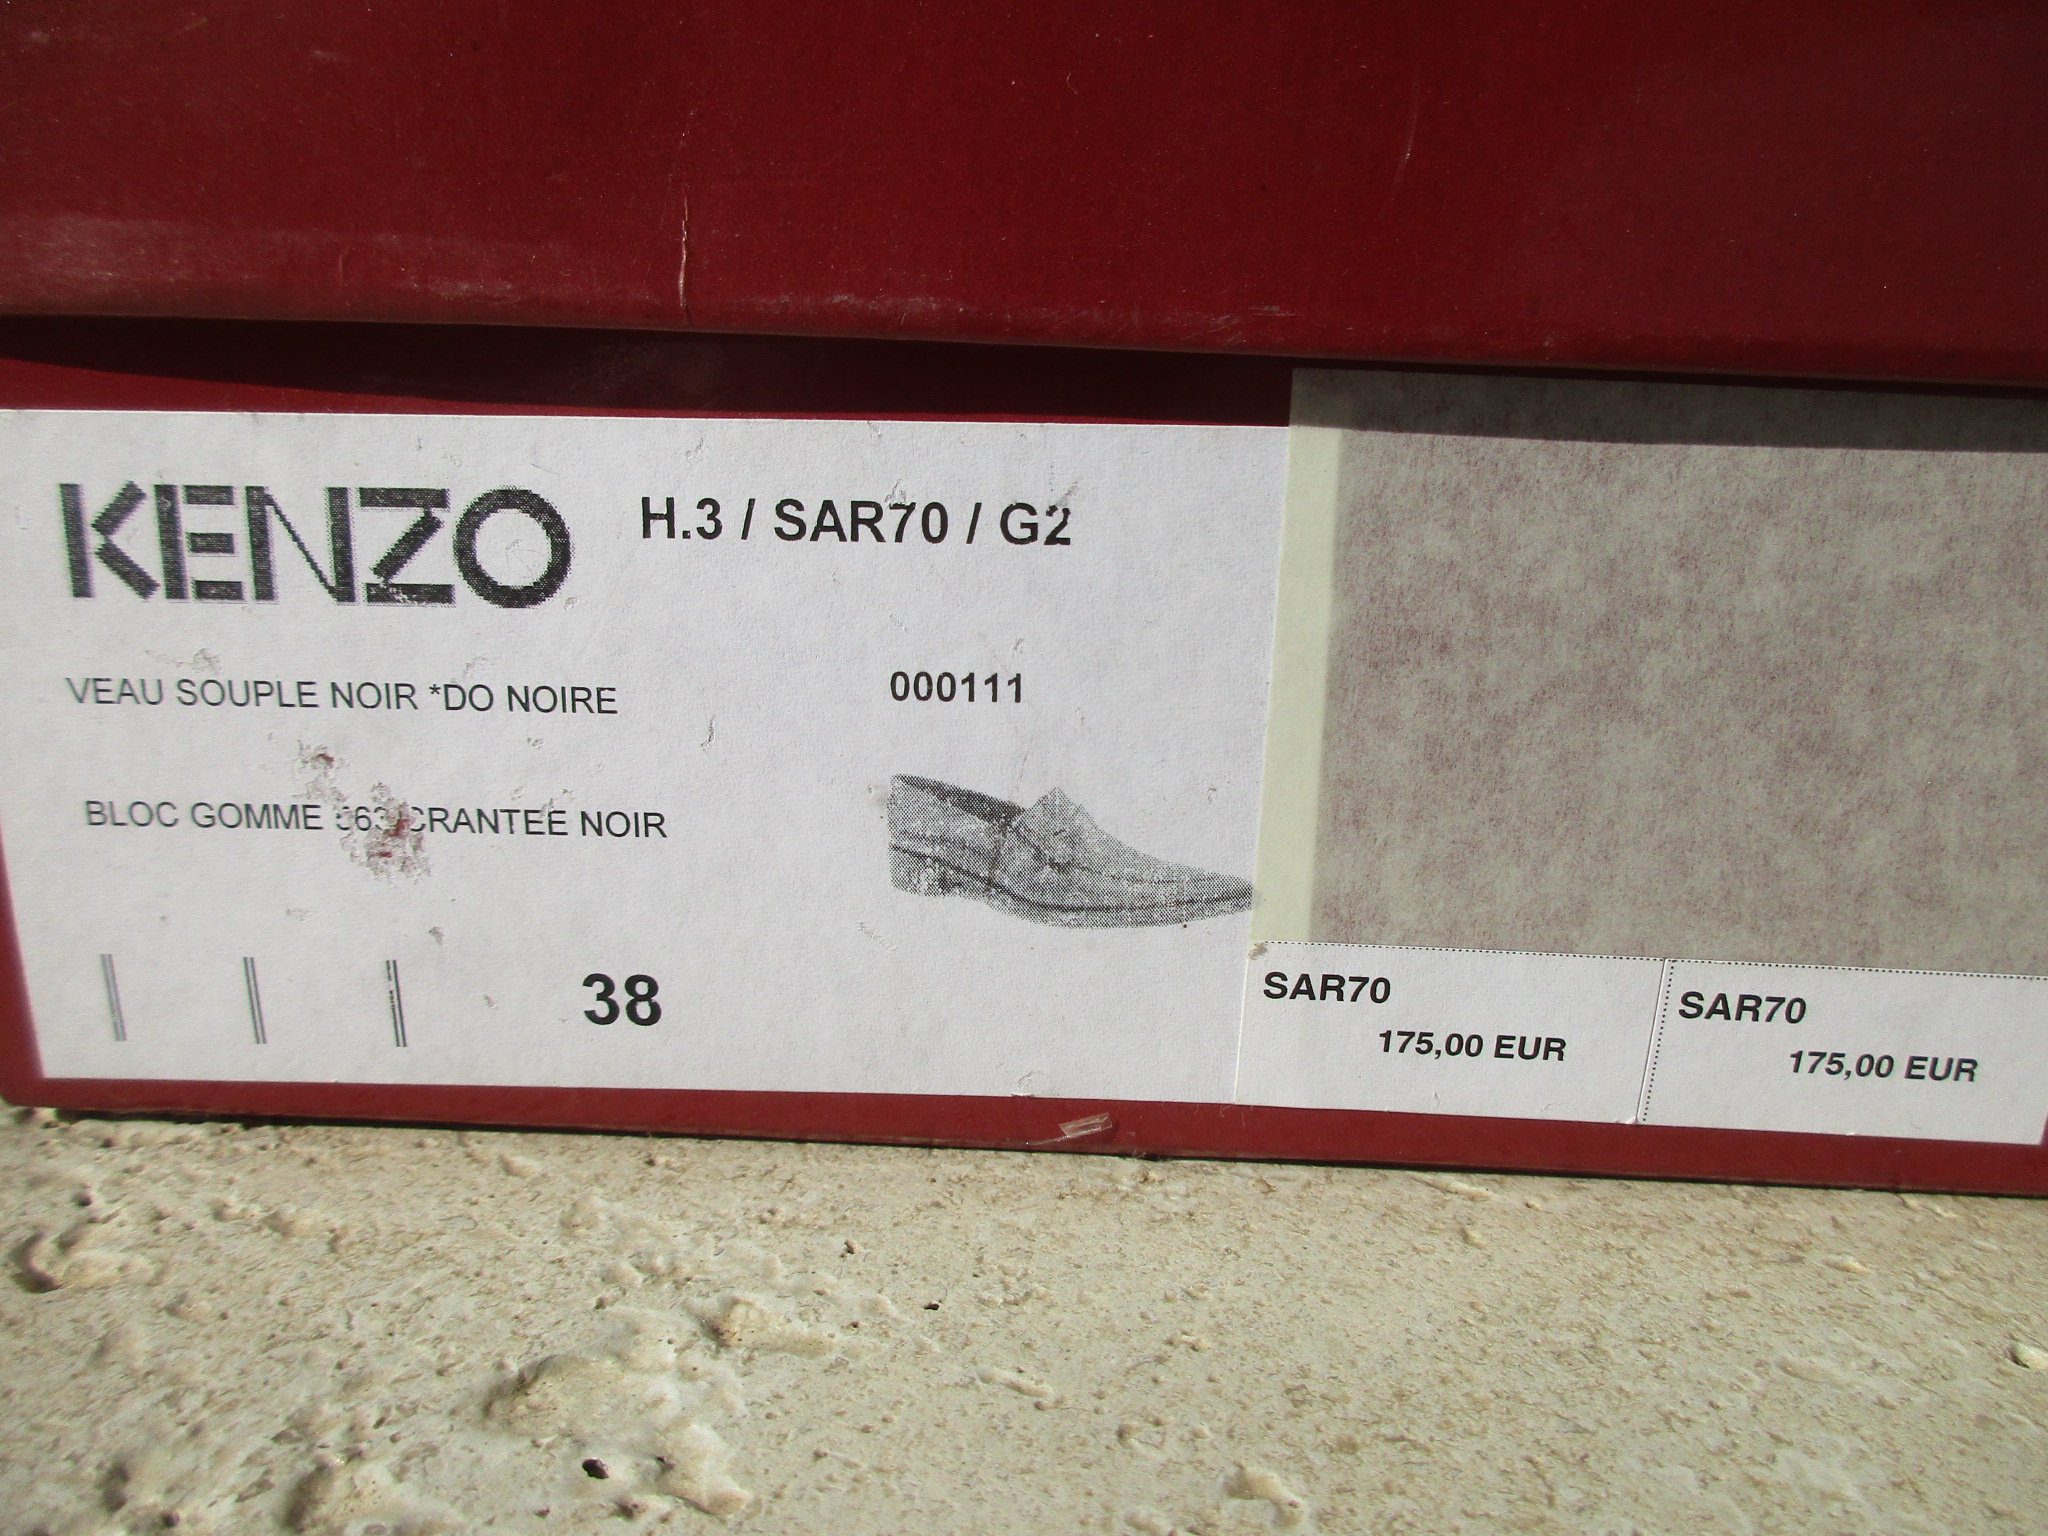 KENZO
H.3 / SAR70 / G2
VEAU SOUPLE NOIR *DO NOIRE
000111
BLOC GOMME CRANTEE NOIR
38
SAR70
175,00 EUR
SAR70
175,00 EUR